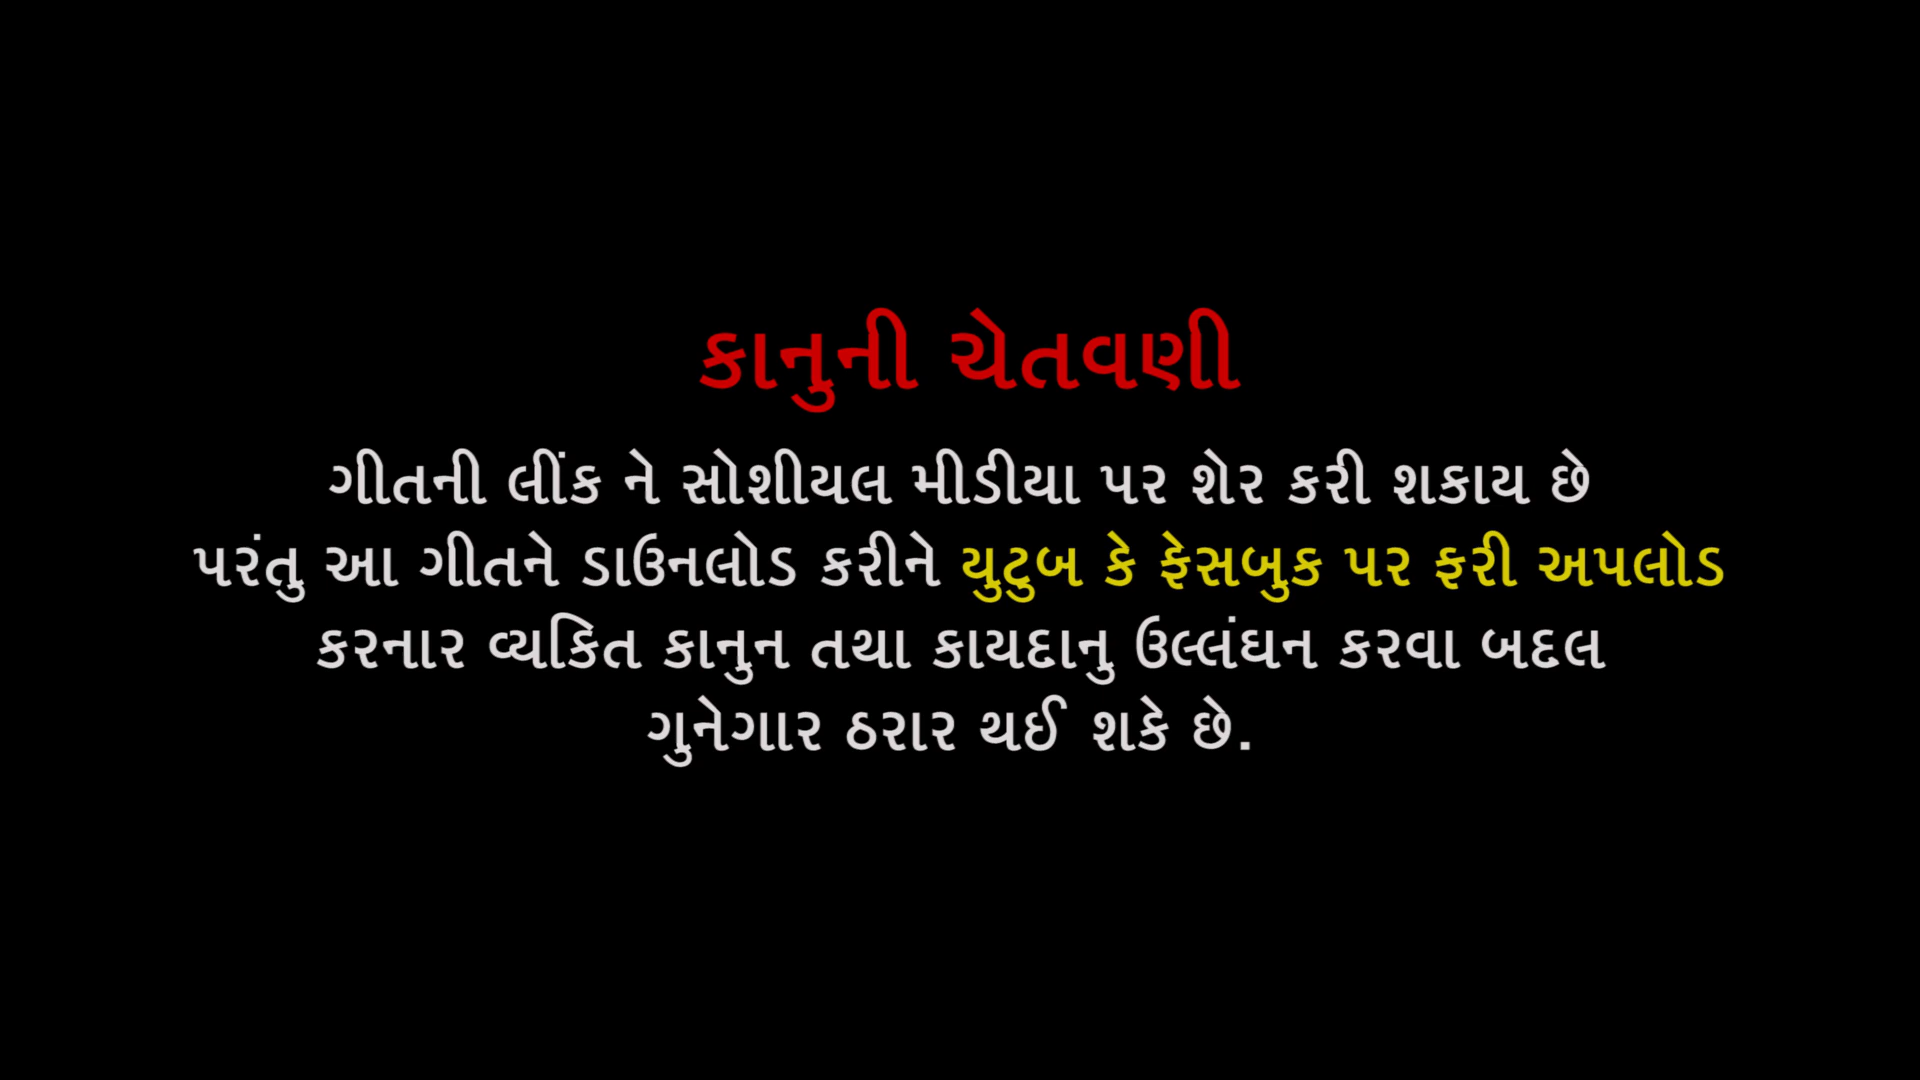 કાનુની ચેતવણી
ગીતની લીંક ને સોશીયલ મીડીયા પર શેર કરી શકાય છે
પરંતુ આ ગીતને ડાઉનલોડ કરીને યુટુબ કે ફેસબુક પર ફરી અપલોડ
કરનાર વ્યકિત કાનુન તથા કાયદાનુ ઉલ્લંઘન કરવા બદલ
ગુનેગાર ઠરાર થઈ શકે છે.